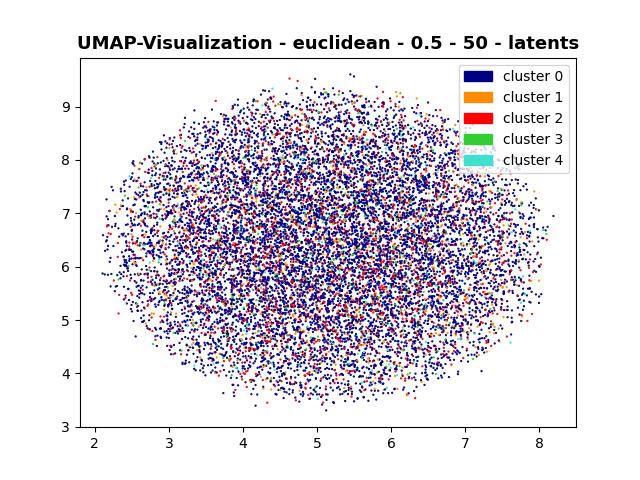 UMAP-Visualization - euclidean - 0.5 - 50 - latents
cluster 0
cluster 1
cluster 2
cluster 3
cluster 4
9
8
7
6
5
4
3
2
3
4
5
6
7
8